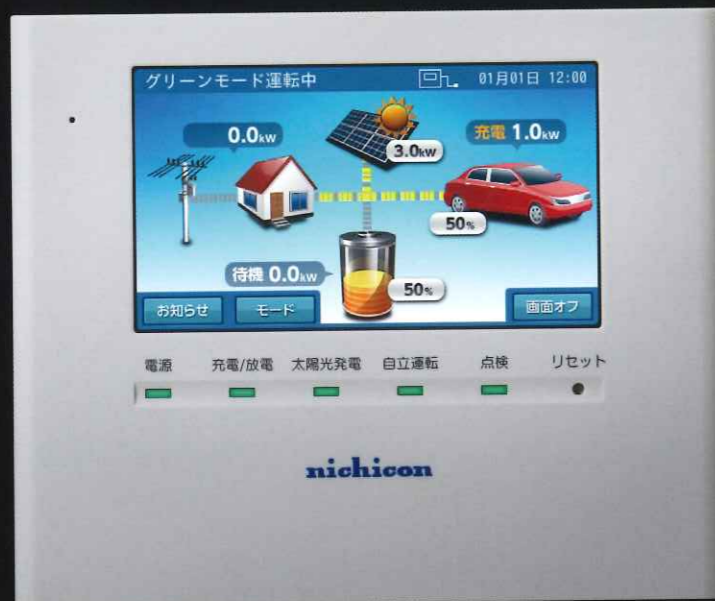 グリーンモード運転中 01月01日 12:00
0.0kW
3.0kW
充電 1.0kW
50%
待機 0.0kW
50%
お知らせ モード 画面オフ
電源 充電/放電 太陽光発電 自立運転 点検 リセット
nichicon